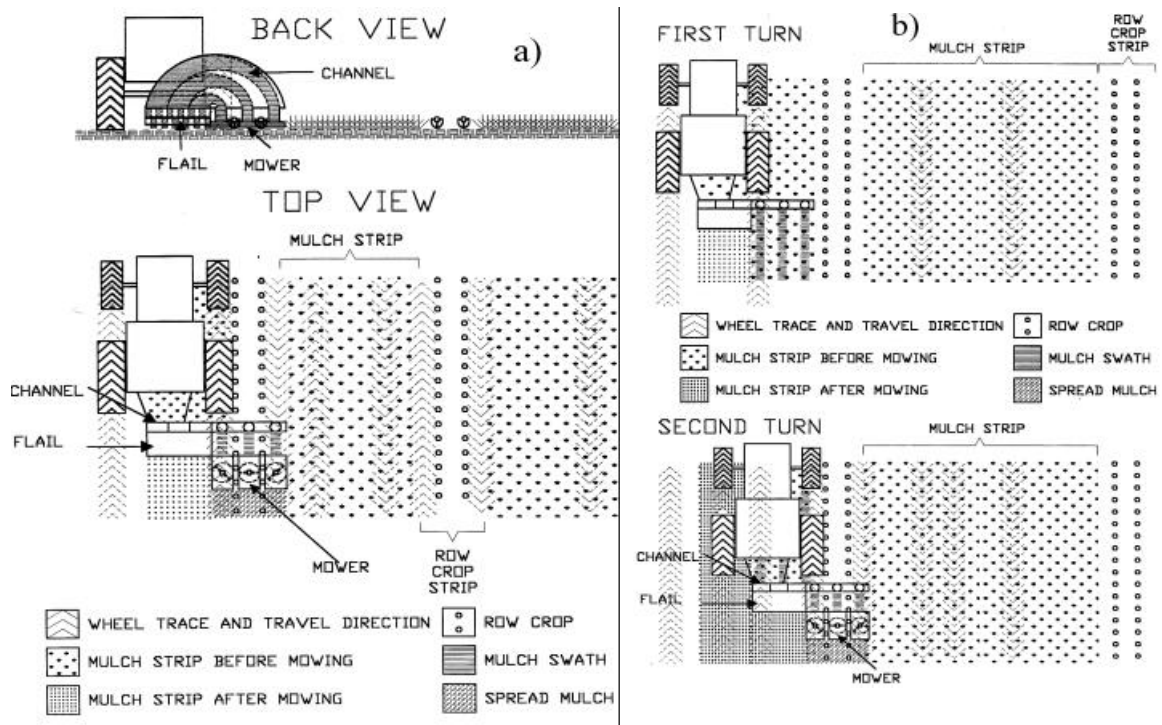 BACK VIEW
a)
CHANNEL
FLAIL
MOWER
TOP VIEW
MULCH STRIP
CHANNEL
FLAIL
MOWER
ROW
CROP
STRIP
WHEEL TRACE AND TRAVEL DIRECTION
ROW CROP
MULCH STRIP BEFORE MOWING
MULCH SWATH
MULCH STRIP AFTER MOWING
SPREAD MULCH
b)
FIRST TURN
MULCH STRIP
ROW
CROP
STRIP
WHEEL TRACE AND TRAVEL DIRECTION
ROW CROP
MULCH STRIP BEFORE MOWING
MULCH SWATH
MULCH STRIP AFTER MOWING
SPREAD MULCH
SECOND TURN
MULCH STRIP
CHANNEL
FLAIL
MOWER